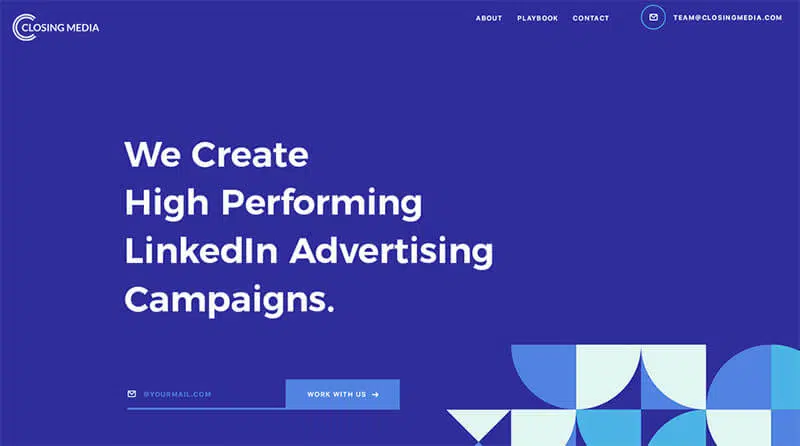 CLOSING MEDIA
ABOUT PLAYBOOK CONTACT TEAM@CLOSINGMEDIA.COM
We Create
High Performing
LinkedIn Advertising
Campaigns.
@YOURMAIL.COM WORK WITH US →